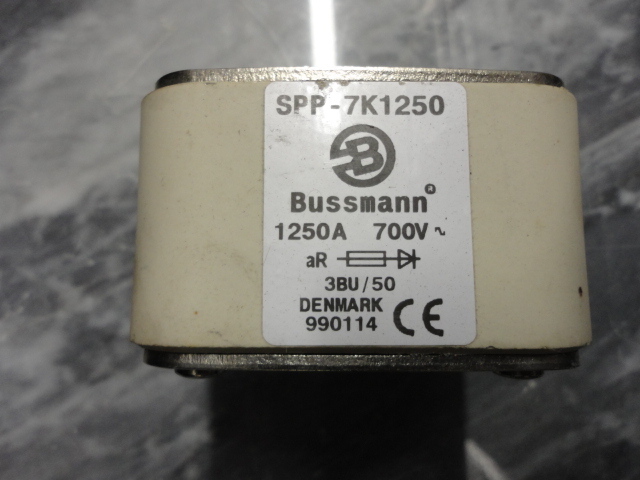 SPP-7K1250
B
Bussmann®
1250A 700V ~
aR
3BU/50
DENMARK
990114 CE